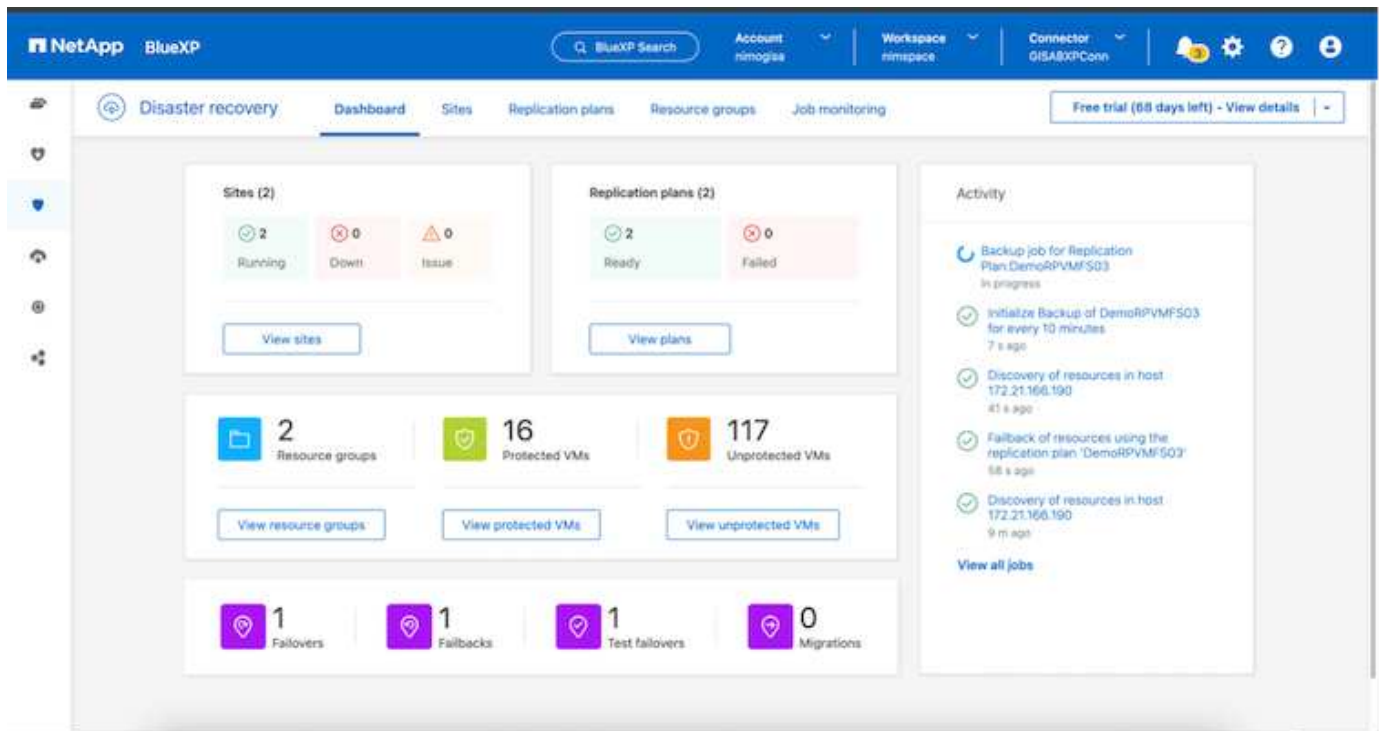 NetApp BlueXP
BlueXP Search
Account
nimogisa
Workspace
nimspace
Connector
GISABXPConn
3
Disaster recovery
Dashboard
Sites
Replication plans
Resource groups
Job monitoring
Free trial (68 days left) - View details
Sites (2)
2
Running
0
Down
0
Issue
View sites
Replication plans (2)
2
Ready
0
Failed
View plans
2
Resource groups
16
Protected VMs
117
Unprotected VMs
View resource groups
View protected VMs
View unprotected VMs
1
Failovers
1
Failbacks
1
Test failovers
0
Migrations
Activity
Backup job for Replication
Plan DemoRPVMFS03
In progress
Initialize Backup of DemoRPVMFS03
for every 10 minutes
7 s ago
Discovery of resources in host
172.21.166.190
41 s ago
Failback of resources using the
replication plan 'DemoRPVMFS03'
58 s ago
Discovery of resources in host
172.21.166.190
9 m ago
View all jobs